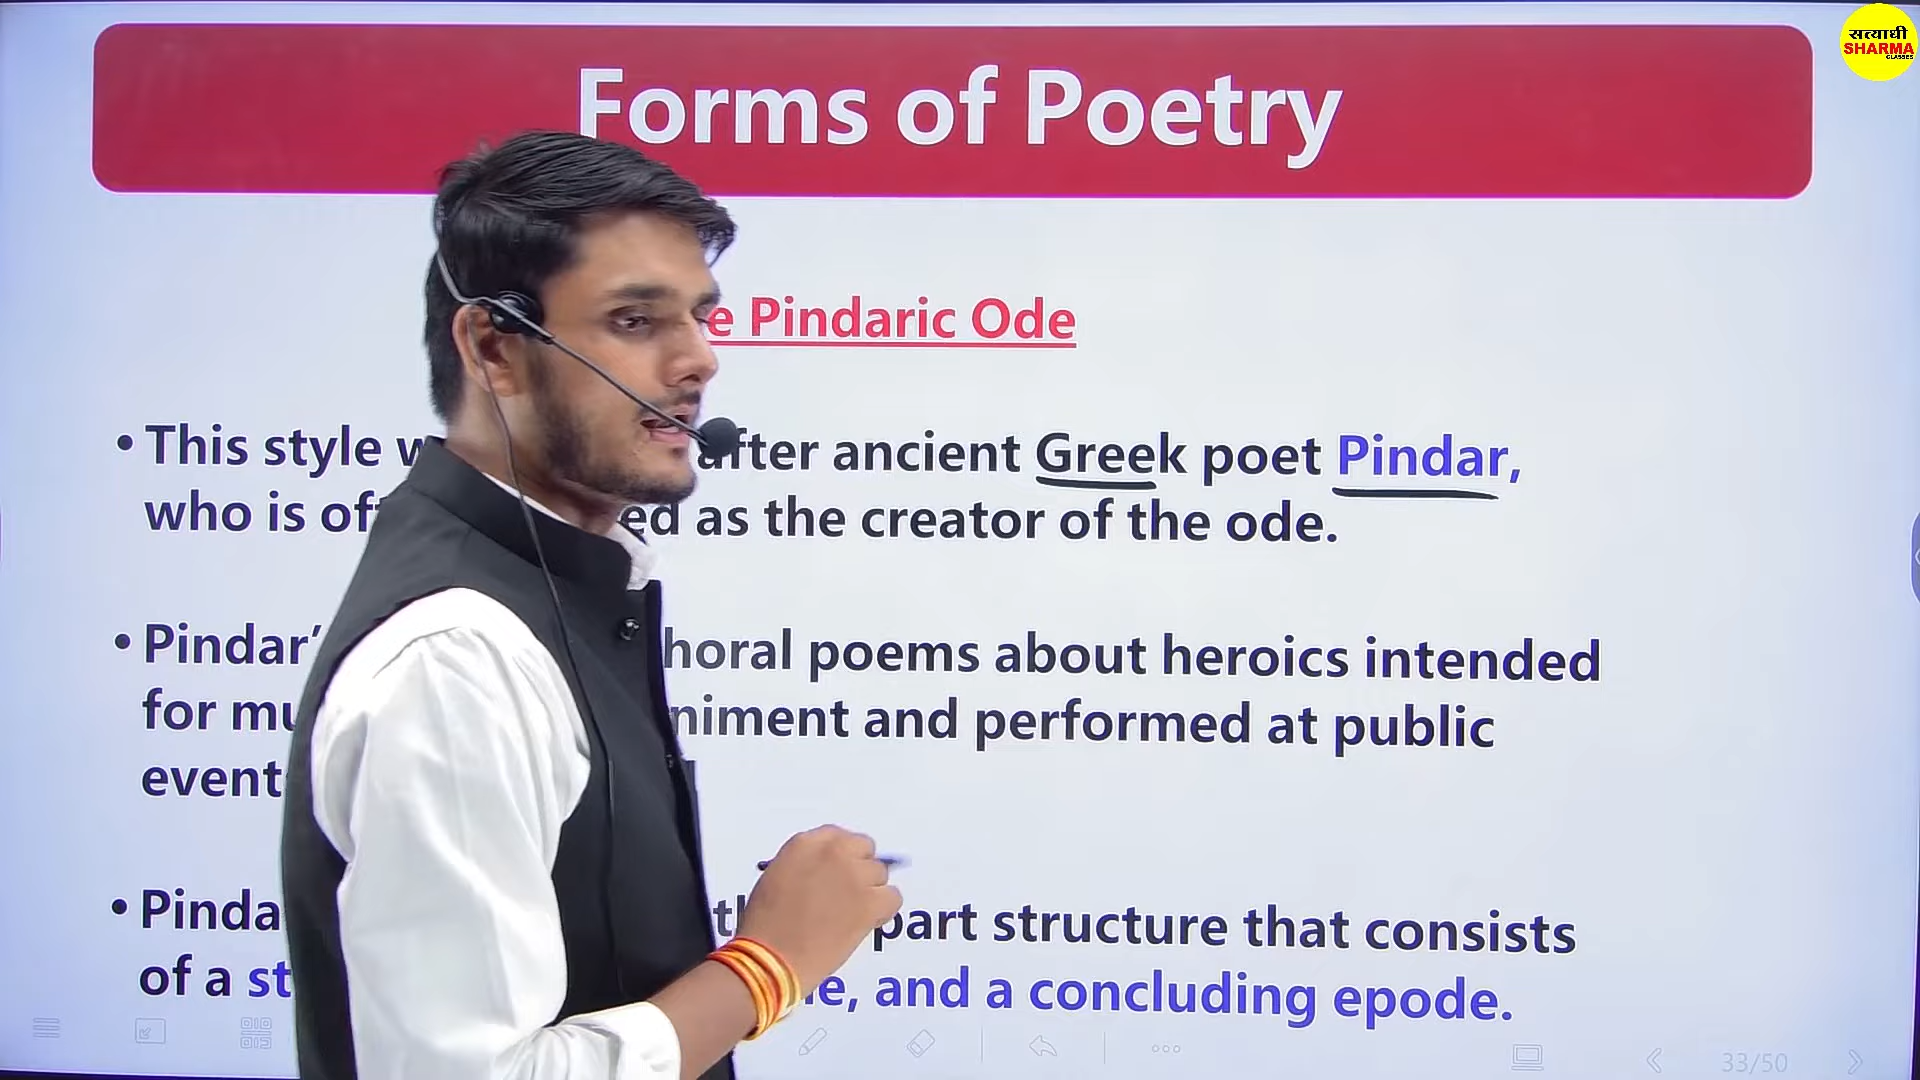 सत्याधी
SHARMA
CLASSES
Forms of Poetry
e Pindaric Ode
• This style w after ancient Greek poet Pindar,
who is of ed as the creator of the ode.
• Pindar’ horal poems about heroics intended
for mu niment and performed at public
event
• Pinda part structure that consists
of a st e, and a concluding epode.
33/50